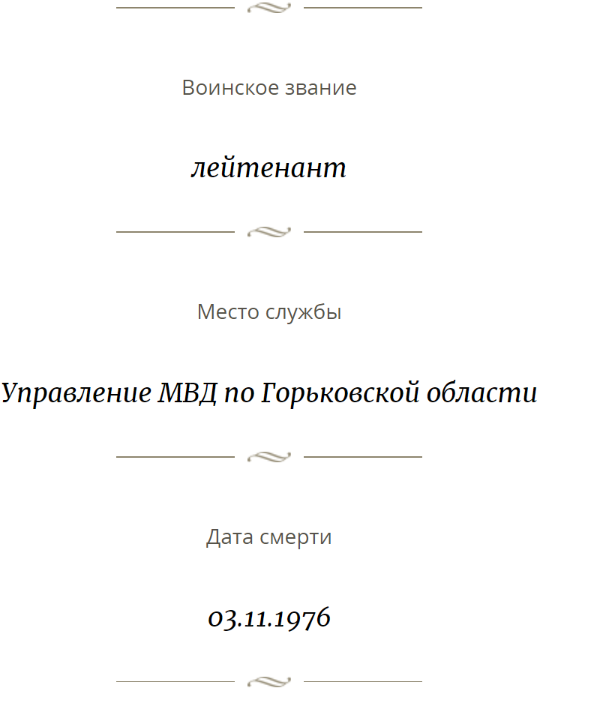 Воинское звание
лейтенант
Место службы
Управление МВД по Горьковской области
Дата смерти
03.11.1976